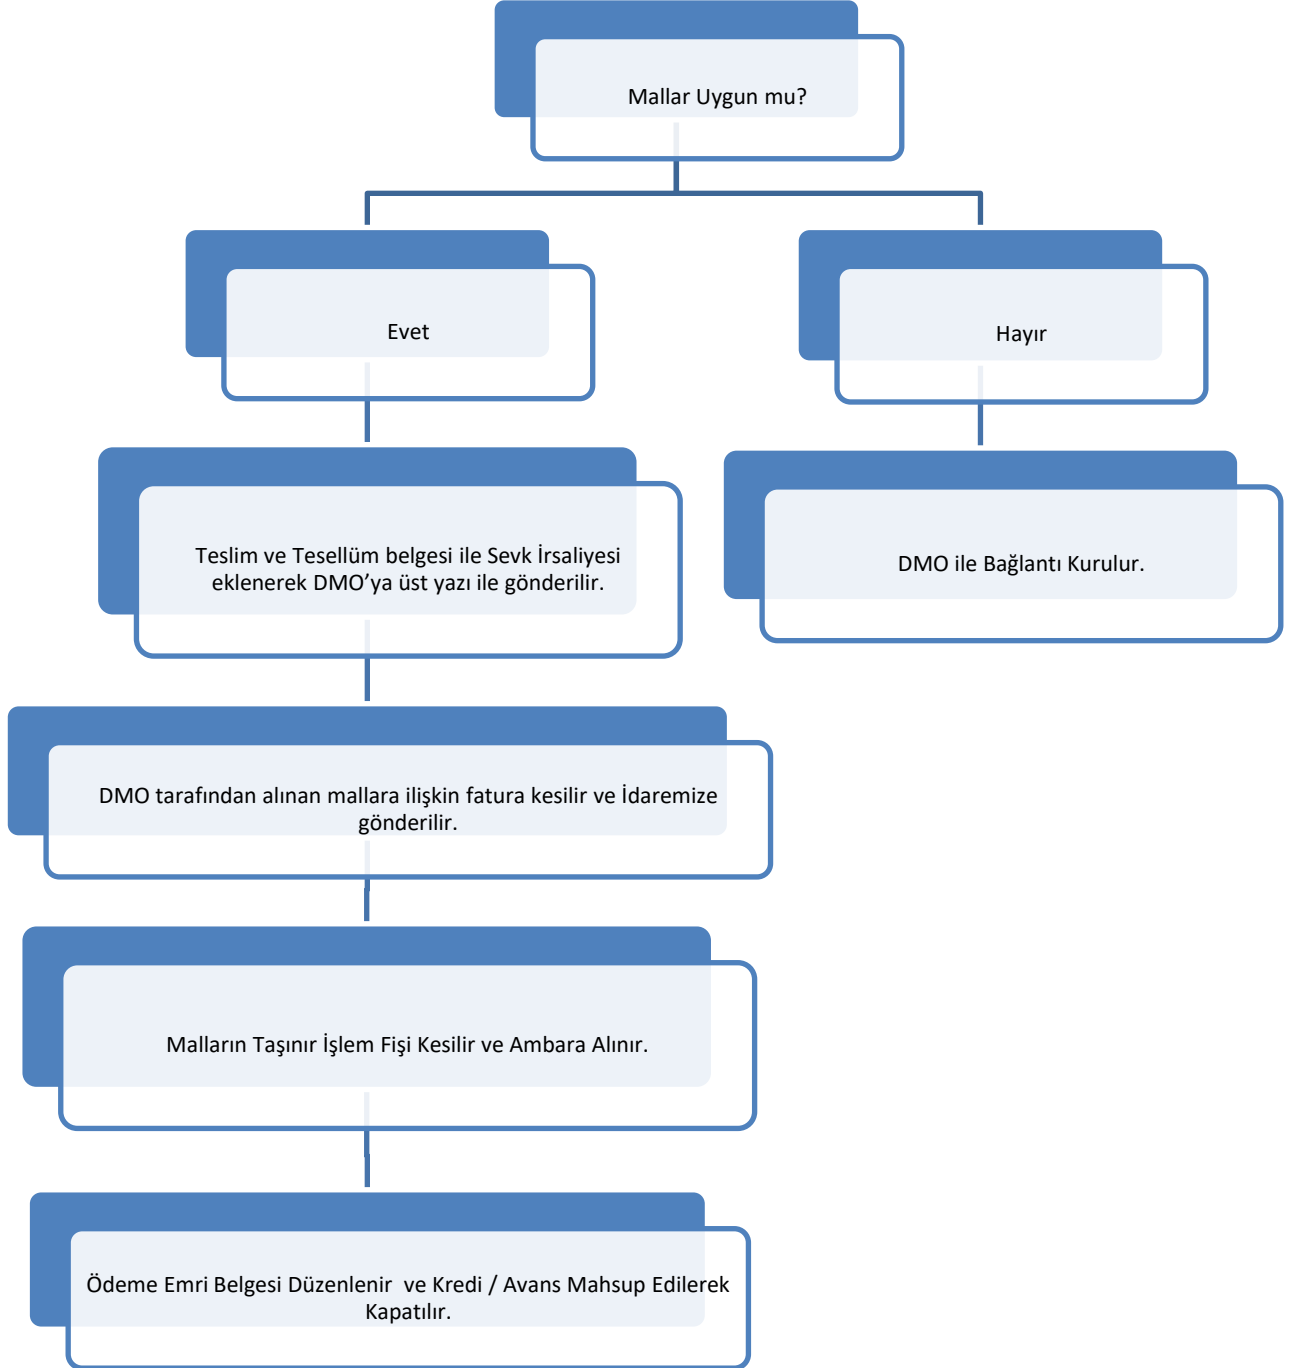 Mallar Uygun mu?
Evet
Hayır
Teslim ve Tesellüm belgesi ile Sevk İrsaliyesi
eklenerek DMO’ya üst yazı ile gönderilir.
DMO ile Bağlantı Kurulur.
DMO tarafından alınan mallara ilişkin fatura kesilir ve İdaremize
gönderilir.
Malların Taşınır İşlem Fişi Kesilir ve Ambara Alınır.
Ödeme Emri Belgesi Düzenlenir  ve Kredi / Avans Mahsup Edilerek
Kapatılır.